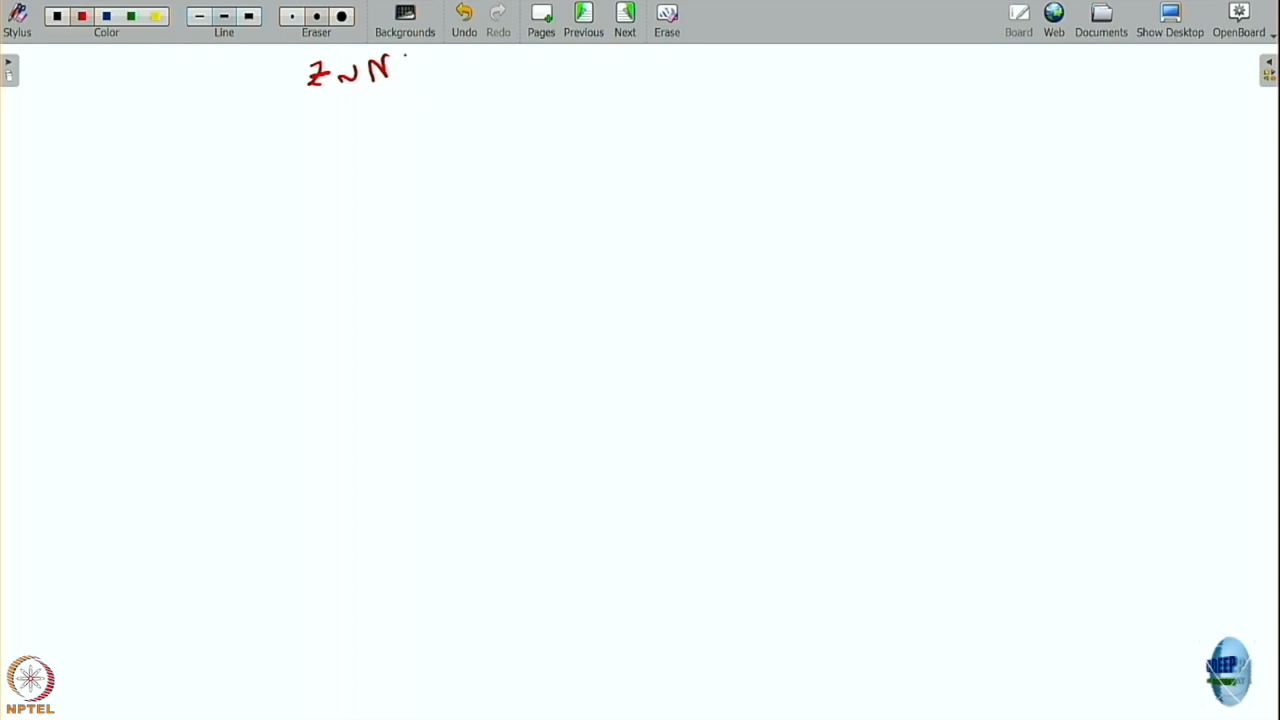 Stylus Color Line Eraser Backgrounds Undo Redo Pages Previous Next Erase Board Web Documents Show Desktop OpenBoard
Z ~ N
NPTEL